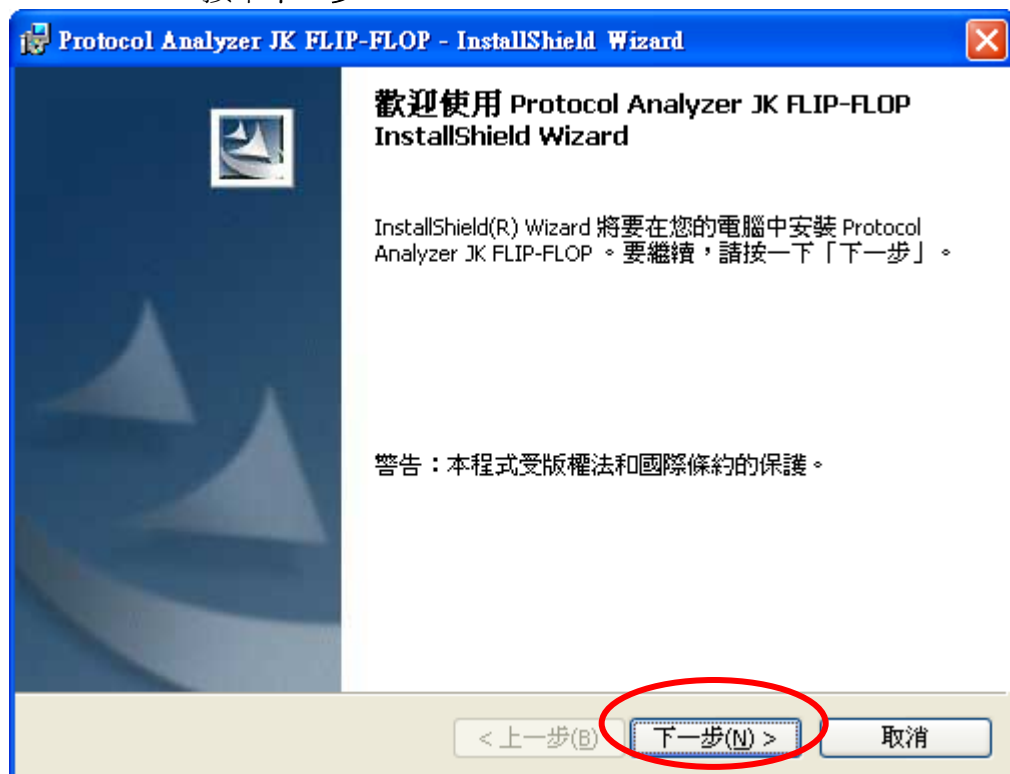 Protocol Analyzer JK FLIP-FLOP - InstallShield Wizard
歡迎使用 Protocol Analyzer JK FLIP-FLOP
InstallShield Wizard
InstallShield(R) Wizard 將要在您的電腦中安裝 Protocol
Analyzer JK FLIP-FLOP 。要繼續，請按一下「下一步」。
警告：本程式受版權法和國際條約的保護。
< 上一步(B) 下一步(N) > 取消